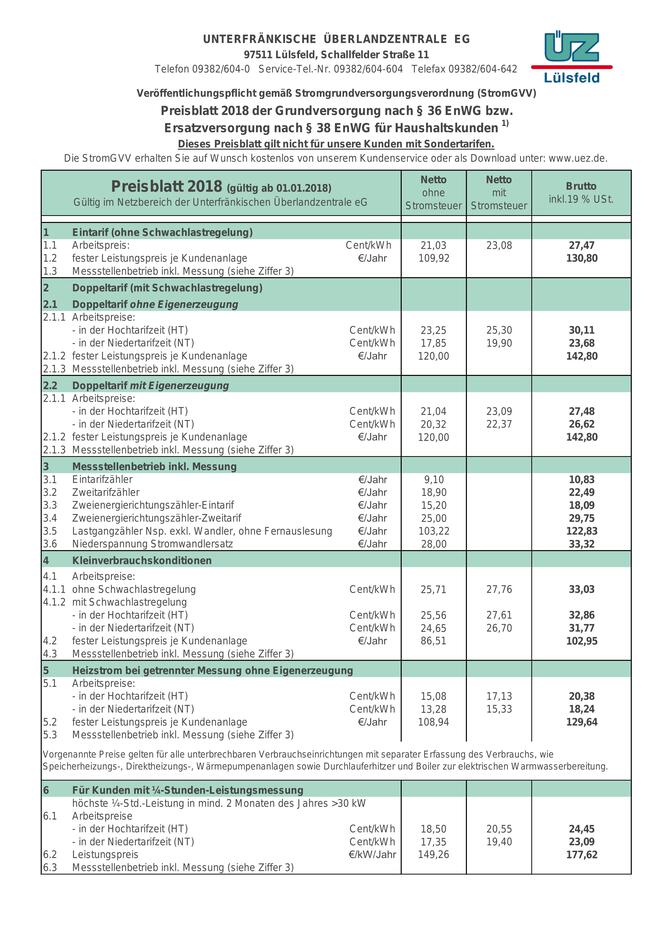 UNTERFRÄNKISCHE ÜBERLANDZENTRALE EG
97511 Lülsfeld, Schallfelder Straße 11
Telefon 09382/604-0 Service-Tel.-Nr. 09382/604-604 Telefax 09382/604-642
ÜZ
Lülsfeld
Veröffentlichungspflicht gemäß Stromgrundversorgungsverordnung (StromGVV)
Preisblatt 2018 der Grundversorgung nach § 36 EnWG bzw.
Ersatzversorgung nach § 38 EnWG für Haushaltskunden 1)
Dieses Preisblatt gilt nicht für unsere Kunden mit Sondertarifen.
Die StromGVV erhalten Sie auf Wunsch kostenlos von unserem Kundenservice oder als Download unter: www.uez.de.
Preisblatt 2018 (gültig ab 01.01.2018)
Gültig im Netzbereich der Unterfränkischen Überlandzentrale eG
Netto ohne Stromsteuer
Netto mit Stromsteuer
Brutto inkl.19 % USt.
1 Eintarif (ohne Schwachlastregelung)
1.1 Arbeitspreis: Cent/kWh 21,03 23,08 27,47
1.2 fester Leistungspreis je Kundenanlage €/Jahr 109,92 130,80
1.3 Messstellenbetrieb inkl. Messung (siehe Ziffer 3)
2 Doppeltarif (mit Schwachlastregelung)
2.1 Doppeltarif ohne Eigenerzeugung
2.1.1 Arbeitspreise:
- in der Hochtarifzeit (HT) Cent/kWh 23,25 25,30 30,11
- in der Niedertarifzeit (NT) Cent/kWh 17,85 19,90 23,68
2.1.2 fester Leistungspreis je Kundenanlage €/Jahr 120,00 142,80
2.1.3 Messstellenbetrieb inkl. Messung (siehe Ziffer 3)
2.2 Doppeltarif mit Eigenerzeugung
2.1.1 Arbeitspreise:
- in der Hochtarifzeit (HT) Cent/kWh 21,04 23,09 27,48
- in der Niedertarifzeit (NT) Cent/kWh 20,32 22,37 26,62
2.1.2 fester Leistungspreis je Kundenanlage €/Jahr 120,00 142,80
2.1.3 Messstellenbetrieb inkl. Messung (siehe Ziffer 3)
3 Messstellenbetrieb inkl. Messung
3.1 Eintarifzähler €/Jahr 9,10 10,83
3.2 Zweitarifzähler €/Jahr 18,90 22,49
3.3 Zweienergierichtungszähler-Eintarif €/Jahr 15,20 18,09
3.4 Zweienergierichtungszähler-Zweitarif €/Jahr 25,00 29,75
3.5 Lastgangzähler Nsp. exkl. Wandler, ohne Fernauslesung €/Jahr 103,22 122,83
3.6 Niederspannung Stromwandlersatz €/Jahr 28,00 33,32
4 Kleinverbrauchskonditionen
4.1 Arbeitspreise:
4.1.1 ohne Schwachlastregelung Cent/kWh 25,71 27,76 33,03
4.1.2 mit Schwachlastregelung
- in der Hochtarifzeit (HT) Cent/kWh 25,56 27,61 32,86
- in der Niedertarifzeit (NT) Cent/kWh 24,65 26,70 31,77
4.2 fester Leistungspreis je Kundenanlage €/Jahr 86,51 102,95
4.3 Messstellenbetrieb inkl. Messung (siehe Ziffer 3)
5 Heizstrom bei getrennter Messung ohne Eigenerzeugung
5.1 Arbeitspreise:
- in der Hochtarifzeit (HT) Cent/kWh 15,08 17,13 20,38
- in der Niedertarifzeit (NT) Cent/kWh 13,28 15,33 18,24
5.2 fester Leistungspreis je Kundenanlage €/Jahr 108,94 129,64
5.3 Messstellenbetrieb inkl. Messung (siehe Ziffer 3)
Vorgenannte Preise gelten für alle unterbrechbaren Verbrauchseinrichtungen mit separater Erfassung des Verbrauchs, wie
Speicherheizungs-, Direktheizungs-, Wärmepumpenanlagen sowie Durchlauferhitzer und Boiler zur elektrischen Warmwasserbereitung.
6 Für Kunden mit ¼-Stunden-Leistungsmessung
höchste ¼-Std.-Leistung in mind. 2 Monaten des Jahres >30 kW
6.1 Arbeitspreise
- in der Hochtarifzeit (HT) Cent/kWh 18,50 20,55 24,45
- in der Niedertarifzeit (NT) Cent/kWh 17,35 19,40 23,09
6.2 Leistungspreis €/kW/Jahr 149,26 177,62
6.3 Messstellenbetrieb inkl. Messung (siehe Ziffer 3)